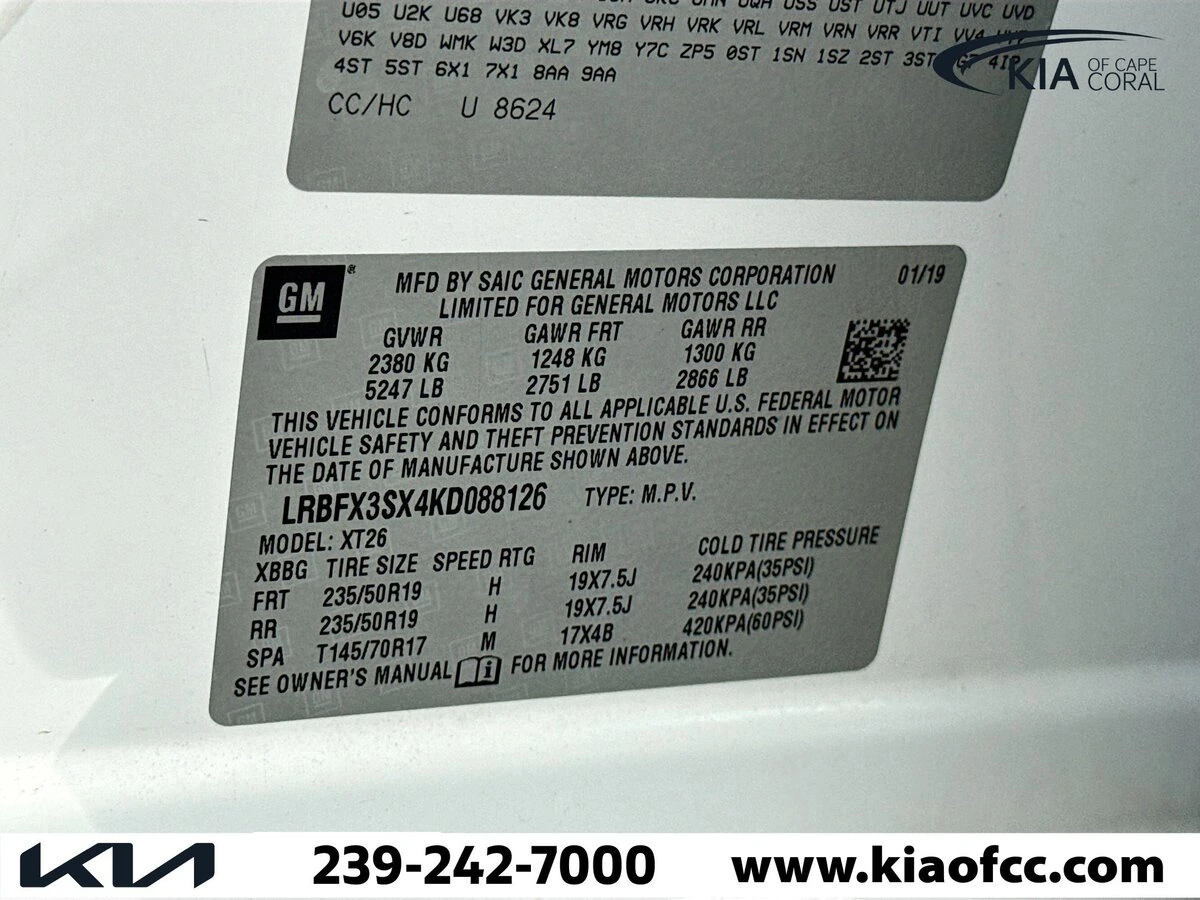 U05 U2K U68 VK3 VK8 VRG VRH VRK VRL VRM VRN VRR VTI VV4
V6K V8D WMK W3D XL7 YM8 Y7C ZP5 0ST 1SN 1SZ 2ST 3ST
4ST 5ST 6X1 7X1 8AA 9AA
CC/HC U 8624
KIA OF CAPE CORAL
GM ®
MFD BY SAIC GENERAL MOTORS CORPORATION 01/19
LIMITED FOR GENERAL MOTORS LLC
GVWR GAWR FRT GAWR RR
2380 KG 1248 KG 1300 KG
5247 LB 2751 LB 2866 LB
THIS VEHICLE CONFORMS TO ALL APPLICABLE U.S. FEDERAL MOTOR
VEHICLE SAFETY AND THEFT PREVENTION STANDARDS IN EFFECT ON
THE DATE OF MANUFACTURE SHOWN ABOVE.
LRBFX3SX4KD088126 TYPE: M.P.V.
MODEL: XT26
XBBG TIRE SIZE SPEED RTG RIM COLD TIRE PRESSURE
FRT 235/50R19 H 19X7.5J 240KPA(35PSI)
RR 235/50R19 H 19X7.5J 240KPA(35PSI)
SPA T145/70R17 M 17X4B 420KPA(60PSI)
SEE OWNER'S MANUAL FOR MORE INFORMATION.
KIA 239-242-7000 www.kiaofcc.com